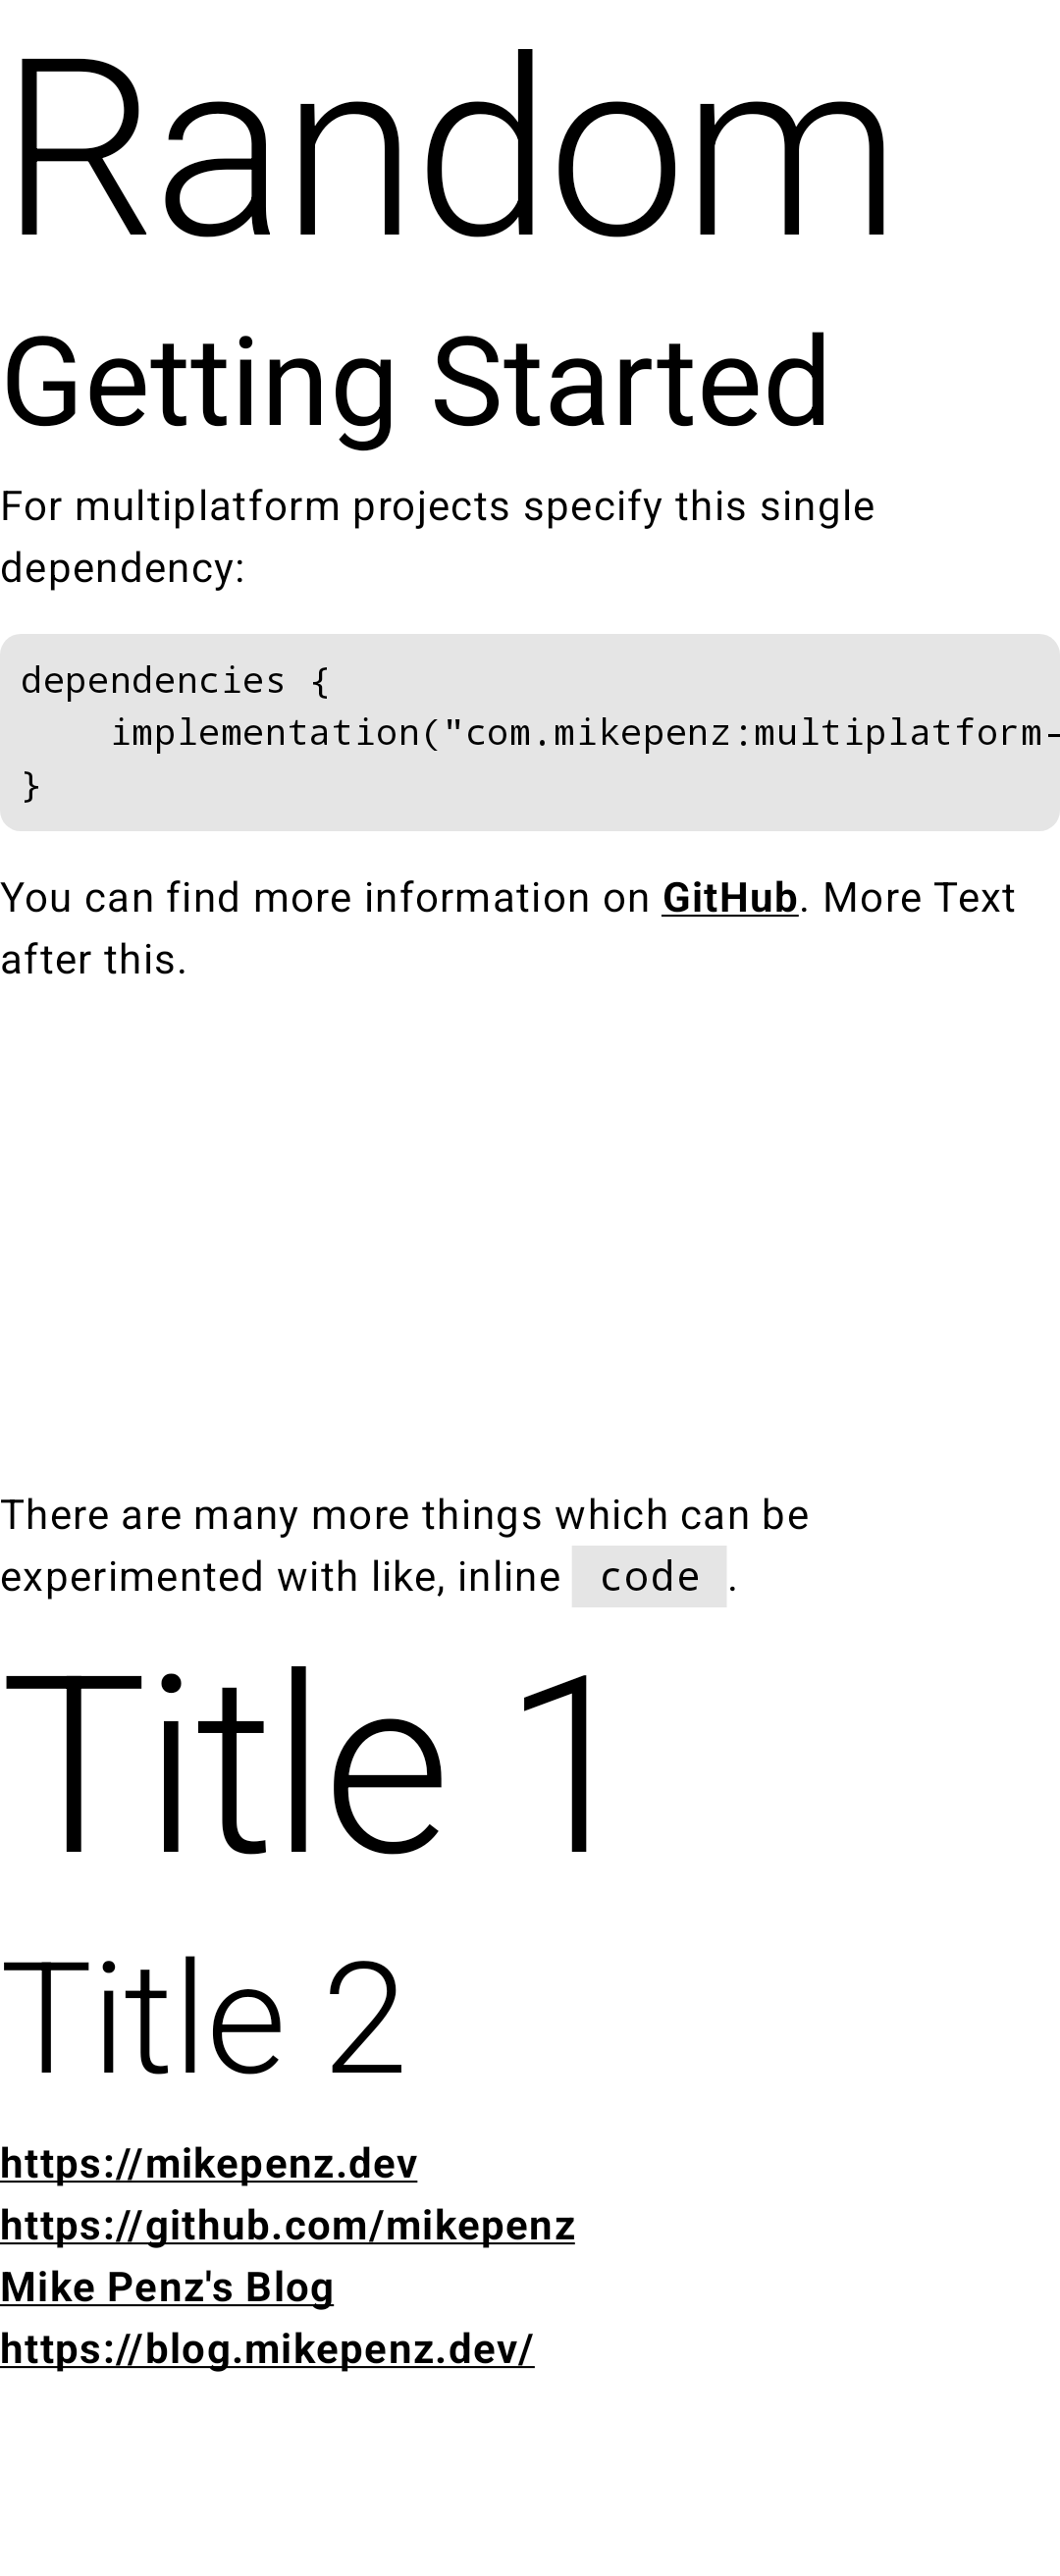 Random
Getting Started
For multiplatform projects specify this single
dependency:
dependencies {
    implementation("com.mikepenz:multiplatform-
}
You can find more information on GitHub. More Text
after this.
There are many more things which can be
experimented with like, inline code .
Title 1
Title 2
https://mikepenz.dev
https://github.com/mikepenz
Mike Penz's Blog
https://blog.mikepenz.dev/